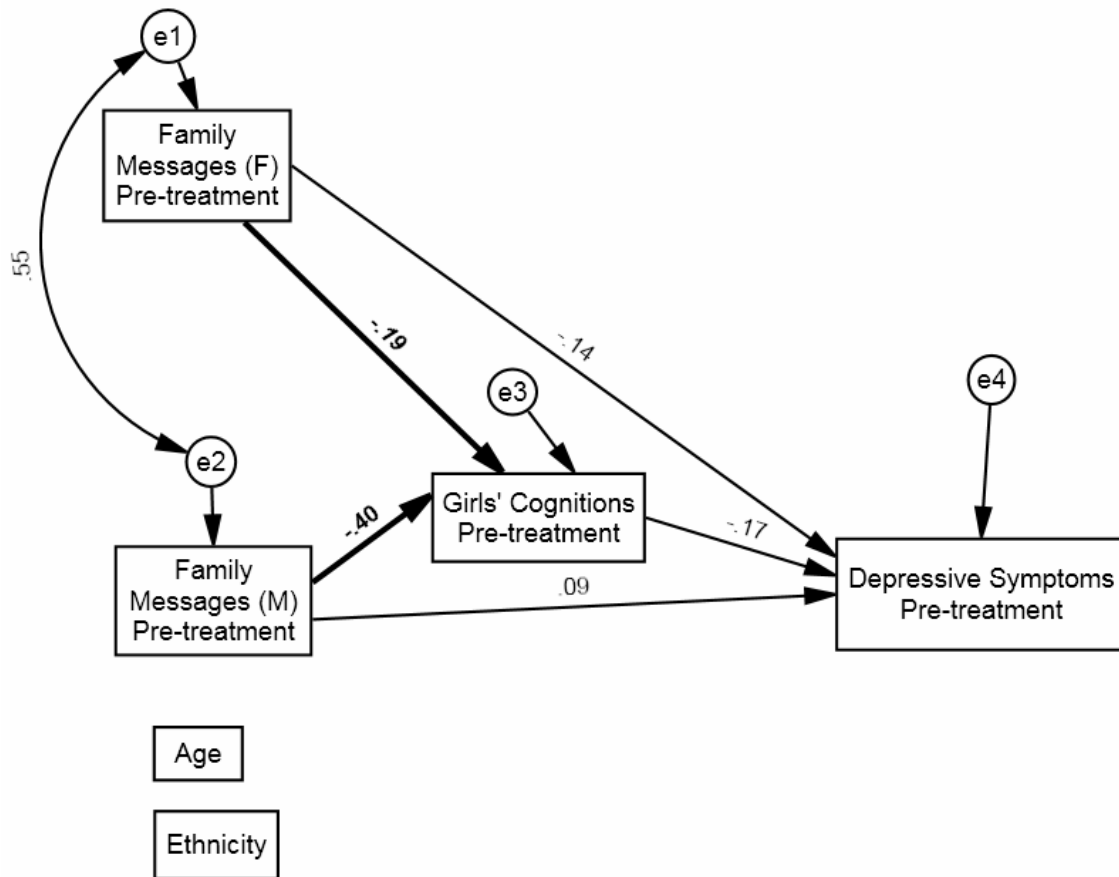 e1
Family
Messages (F)
Pre-treatment
.55
-.19
-.14
e3
e4
e2
Girls' Cognitions
Pre-treatment
-.40
-.17
Family
Messages (M)
Pre-treatment
.09
Depressive Symptoms
Pre-treatment
Age
Ethnicity